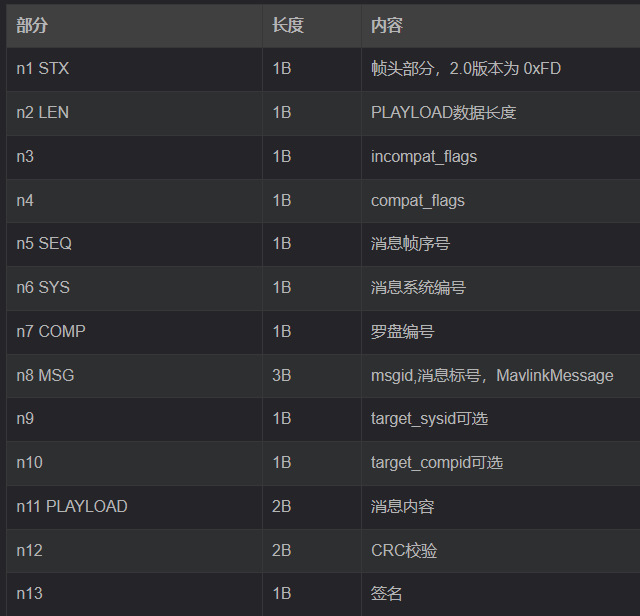 部分 长度 内容
n1 STX 1B 帧头部分，2.0版本为 0xFD
n2 LEN 1B PLAYLOAD数据长度
n3 1B incompat_flags
n4 1B compat_flags
n5 SEQ 1B 消息帧序号
n6 SYS 1B 消息系统编号
n7 COMP 1B 罗盘编号
n8 MSG 3B msgid,消息标号，MavlinkMessage
n9 1B target_sysid可选
n10 1B target_compid可选
n11 PLAYLOAD 2B 消息内容
n12 2B CRC校验
n13 1B 签名